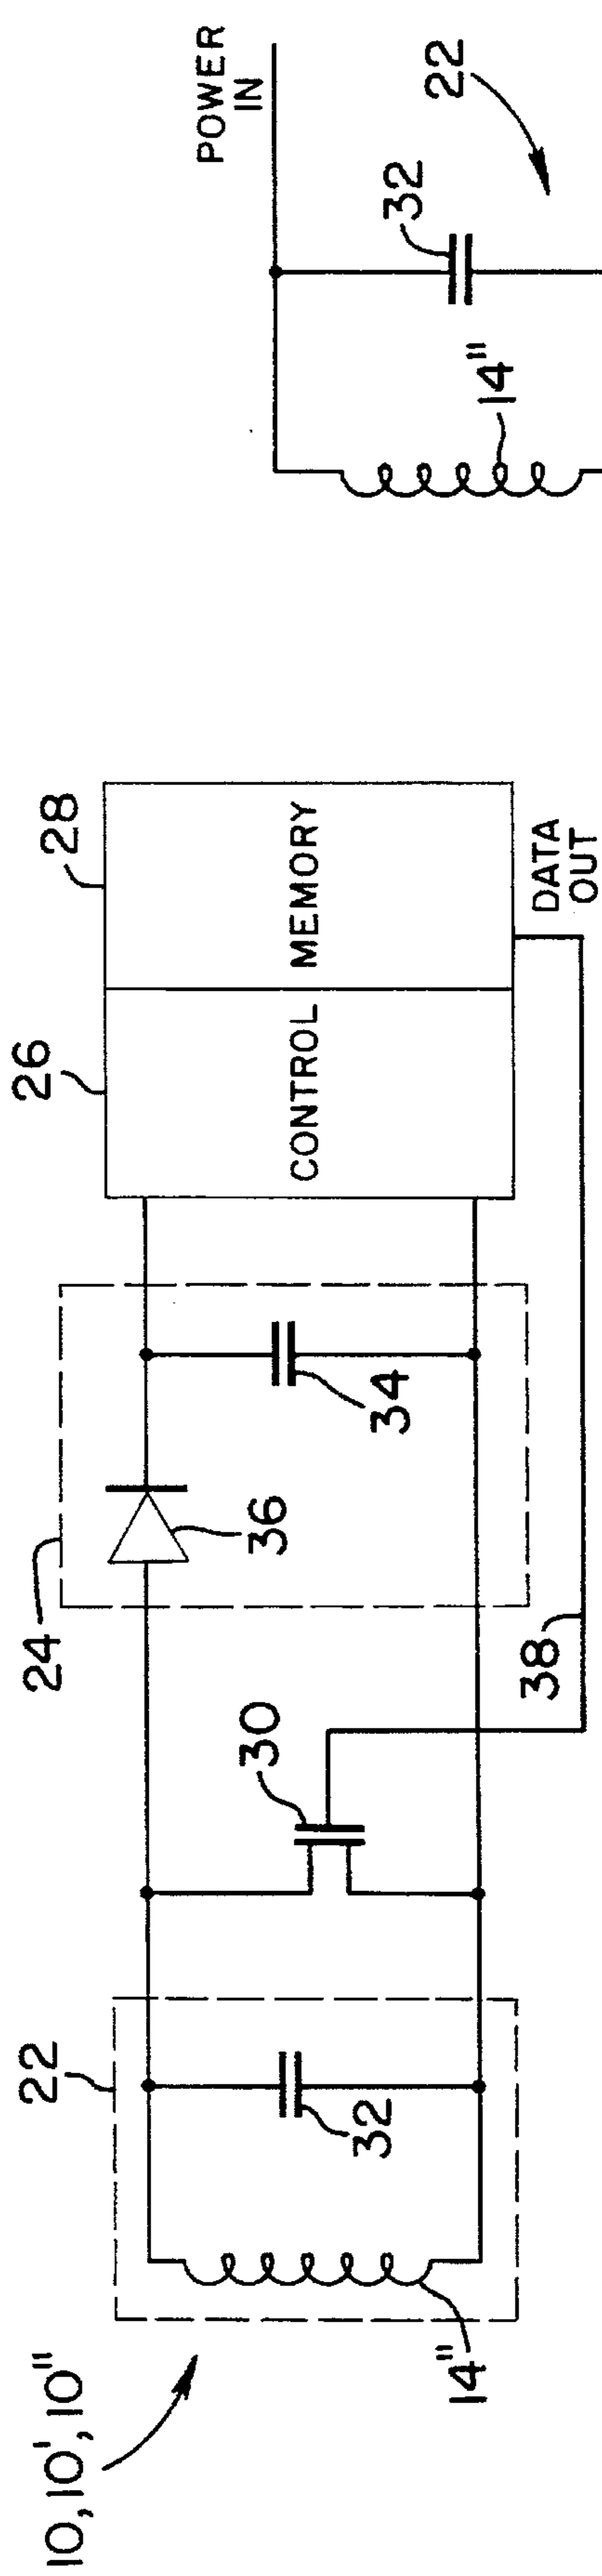 10, 10', 10"
22
32
14"
30
24
36
34
38
26
28
CONTROL
MEMORY
DATA
OUT
POWER
IN
22
32
14"